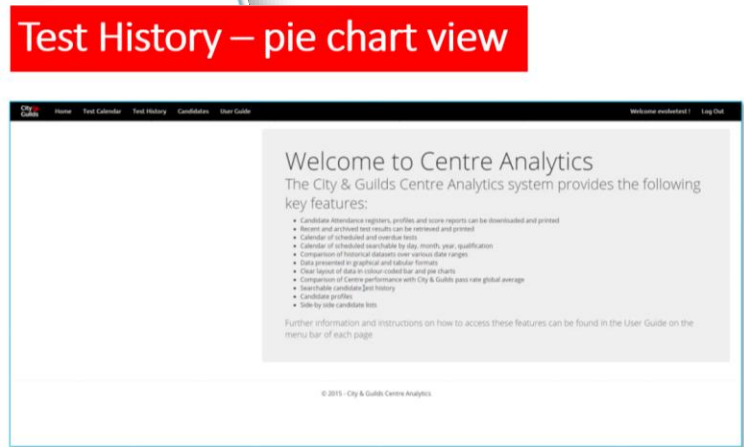 Test History – pie chart view
City&
Guilds
Home Test Calendar Test History Candidates User Guide Welcome evolvetest ! Log Out
Welcome to Centre Analytics
The City & Guilds Centre Analytics system provides the following
key features:
Candidate Attendance registers, profiles and score reports can be downloaded and printed
Recent and archived test results can be retrieved and printed
Calendar of scheduled and overdue tests
Calendar of scheduled searchable by day, month, year, qualification
Comparison of historical datasets over various date ranges
Data presented in graphical and tabular formats
Clear layout of data in colour-coded bar and pie charts
Comparison of Centre performance with City & Guilds pass rate global average
Searchable candidate test history
Candidate profiles
Side by side candidate lists
Further information and instructions on how to access these features can be found in the User Guide on the
menu bar of each page
© 2015 - City & Guilds Centre Analytics